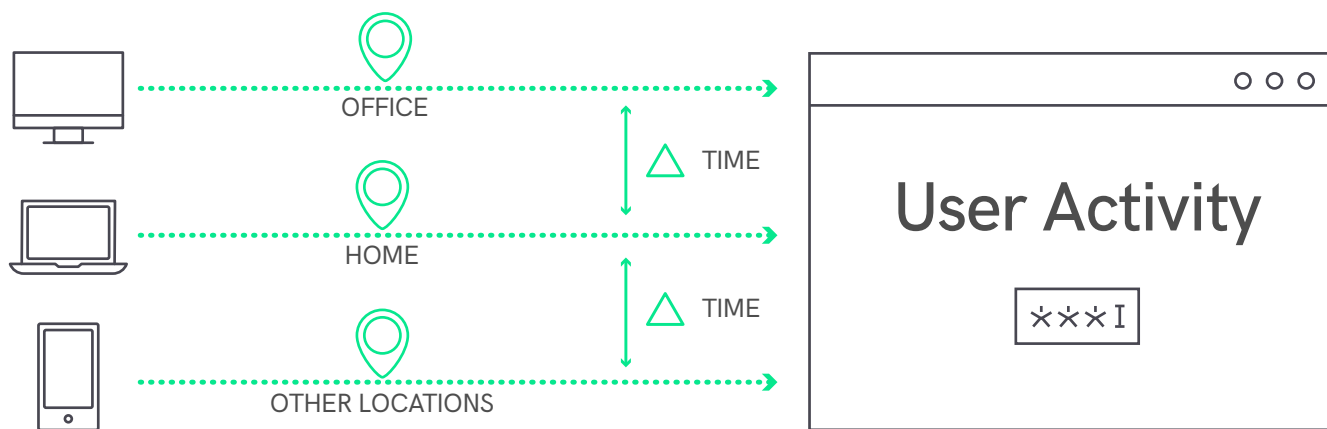 OFFICE
△ TIME
HOME
△ TIME
OTHER LOCATIONS
User Activity
***I